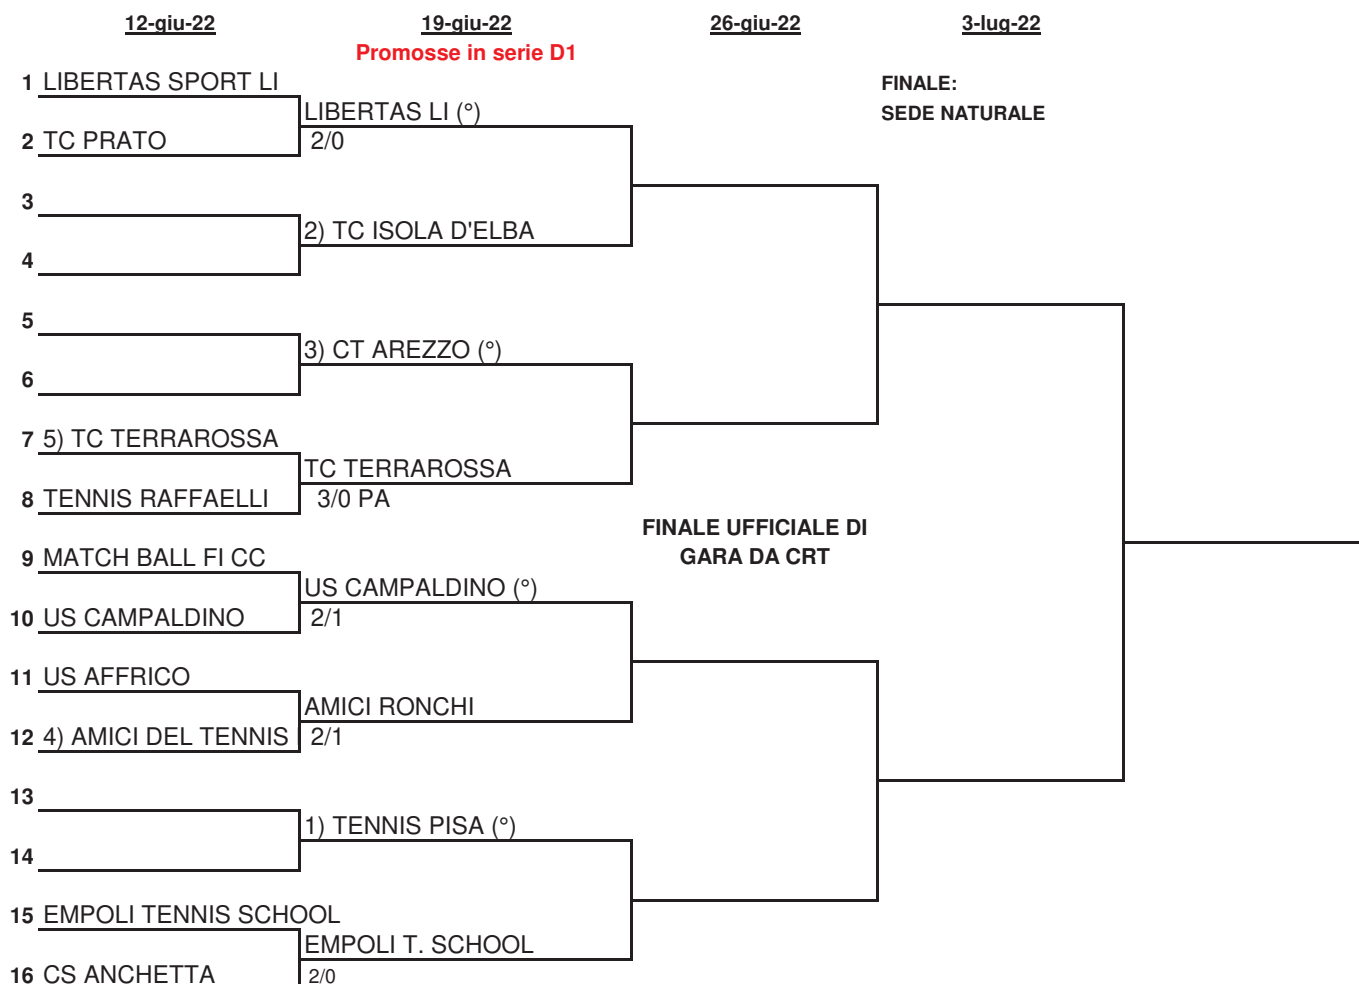 12-giu-22 19-giu-22 26-giu-22 3-lug-22
Promosse in serie D1
1 LIBERTAS SPORT LI
FINALE:
LIBERTAS LI (°)
SEDE NATURALE
2 TC PRATO
2/0
3
2) TC ISOLA D'ELBA
4
5
3) CT AREZZO (°)
6
7 5) TC TERRAROSSA
TC TERRAROSSA
8 TENNIS RAFFAELLI
3/0 PA
FINALE UFFICIALE DI
GARA DA CRT
9 MATCH BALL FI CC
US CAMPALDINO (°)
10 US CAMPALDINO
2/1
11 US AFFRICO
AMICI RONCHI
12 4) AMICI DEL TENNIS
2/1
13
1) TENNIS PISA (°)
14
15 EMPOLI TENNIS SCHOOL
EMPOLI T. SCHOOL
16 CS ANCHETTA
2/0